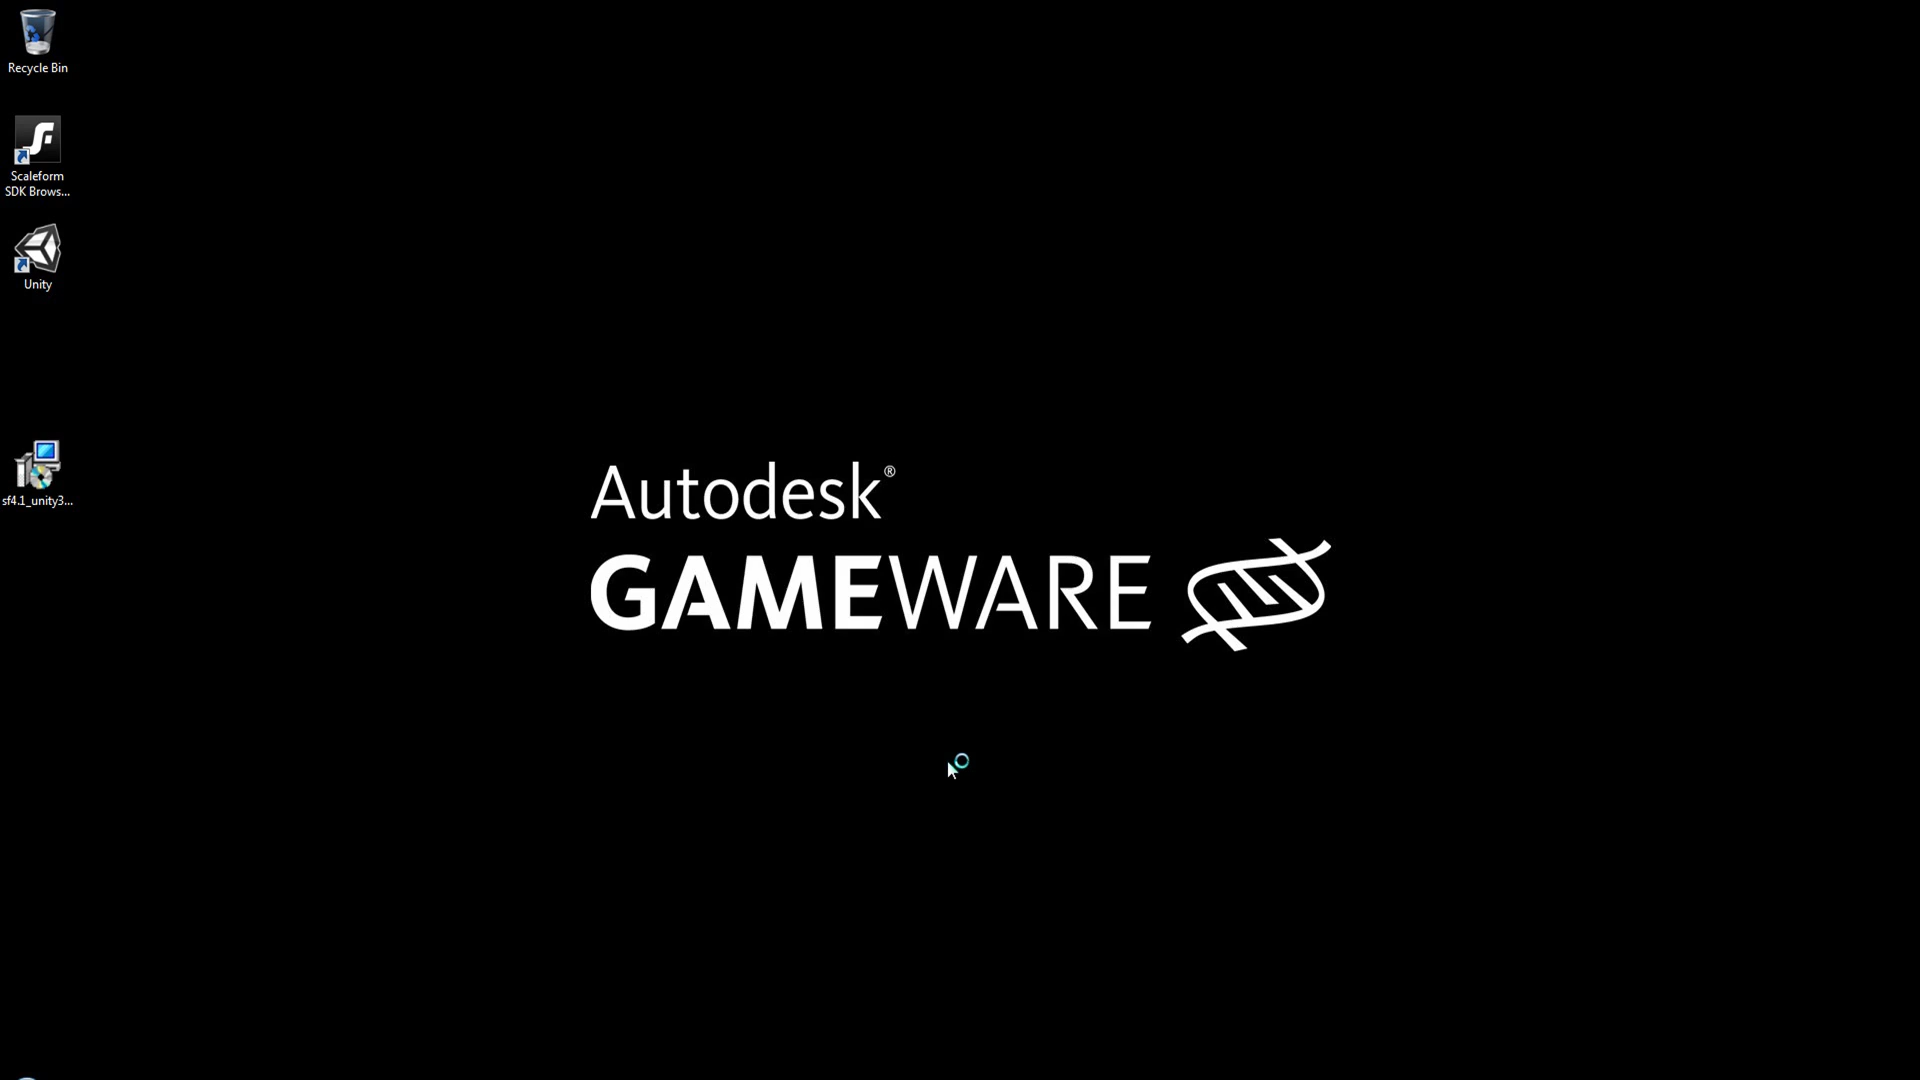 Recycle Bin
Scaleform
SDK Brows...
Unity
sf4.1_unity3...
Autodesk®
GAMEWARE